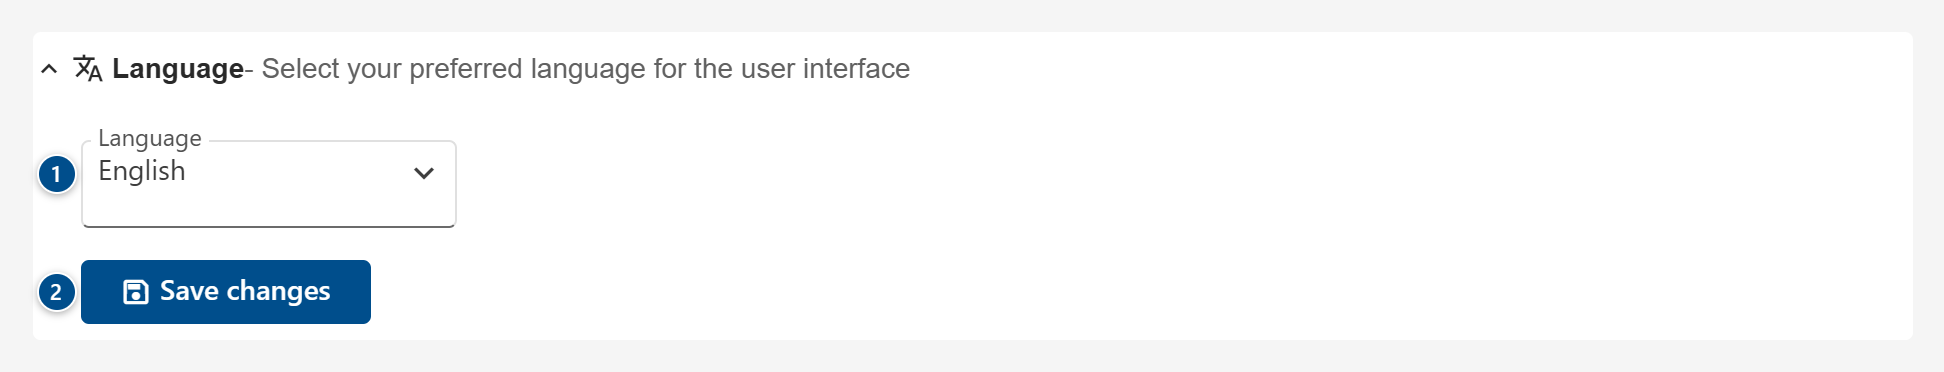 Language- Select your preferred language for the user interface
Language
1 English
2 Save changes